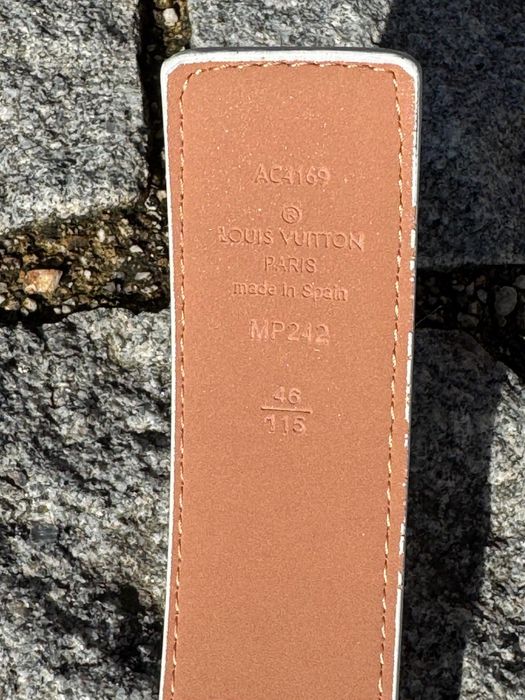 AC4169
®
LOUIS VUITTON
PARIS
made in Spain
MP242
46
115